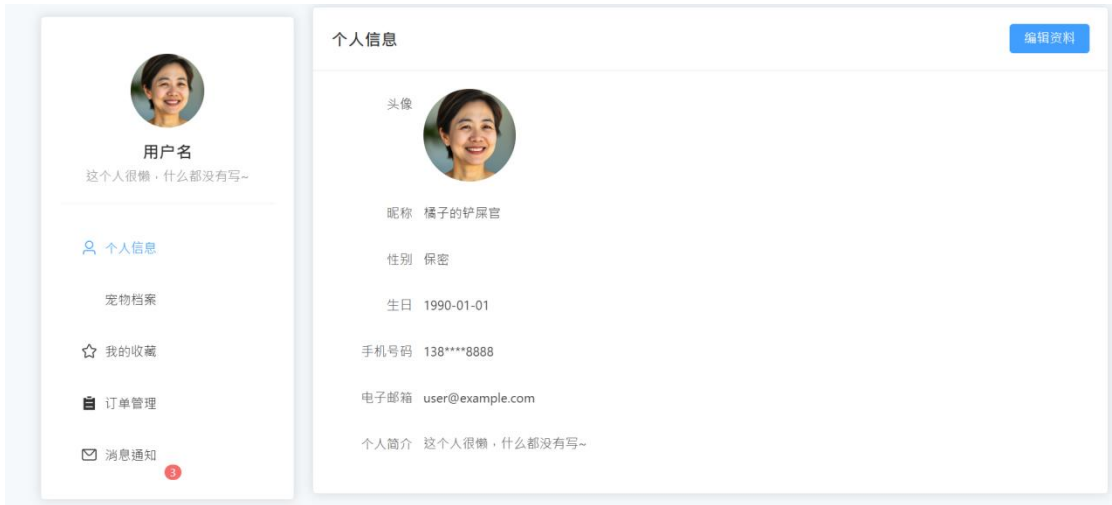 用户名
这个人很懒，什么都没有写~
个人信息
宠物档案
我的收藏
订单管理
消息通知
3
个人信息
编辑资料
头像
昵称 橘子的铲屎官
性别 保密
生日 1990-01-01
手机号码 138****8888
电子邮箱 user@example.com
个人简介 这个人很懒，什么都没有写~